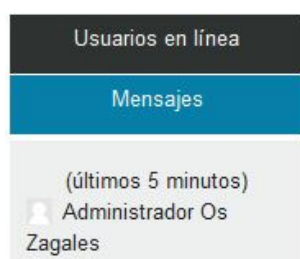 Usuarios en línea
Mensajes
(últimos 5 minutos)
Administrador Os
Zagales